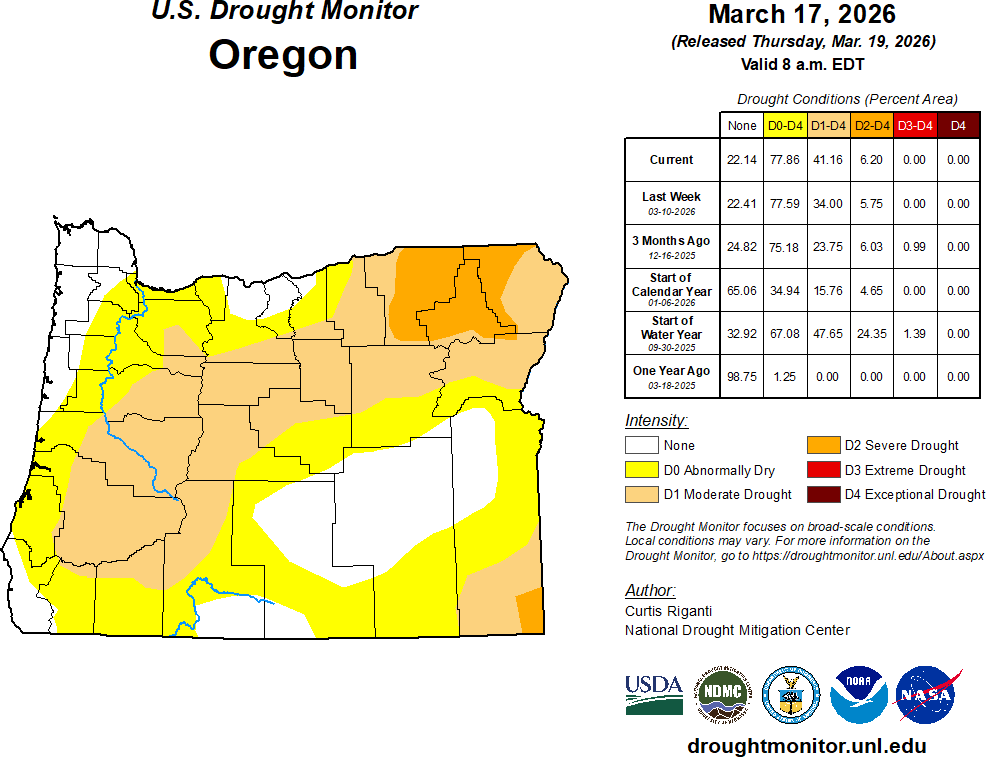 U.S. Drought Monitor
Oregon
March 17, 2026
(Released Thursday, Mar. 19, 2026)
Valid 8 a.m. EDT
Drought Conditions (Percent Area)
None D0-D4 D1-D4 D2-D4 D3-D4 D4
Current 22.14 77.86 41.16 6.20 0.00 0.00
Last Week
03-10-2026 22.41 77.59 34.00 5.75 0.00 0.00
3 Months Ago
12-16-2025 24.82 75.18 23.75 6.03 0.99 0.00
Start of
Calendar Year
01-06-2026 65.06 34.94 15.76 4.65 0.00 0.00
Start of
Water Year
09-30-2025 32.92 67.08 47.65 24.35 1.39 0.00
One Year Ago
03-18-2025 98.75 1.25 0.00 0.00 0.00 0.00
Intensity:
None
D0 Abnormally Dry
D1 Moderate Drought
D2 Severe Drought
D3 Extreme Drought
D4 Exceptional Drought
The Drought Monitor focuses on broad-scale conditions.
Local conditions may vary. For more information on the
Drought Monitor, go to https://droughtmonitor.unl.edu/About.aspx
Author:
Curtis Riganti
National Drought Mitigation Center
USDA
NDMC
NOAA
NASA
droughtmonitor.unl.edu